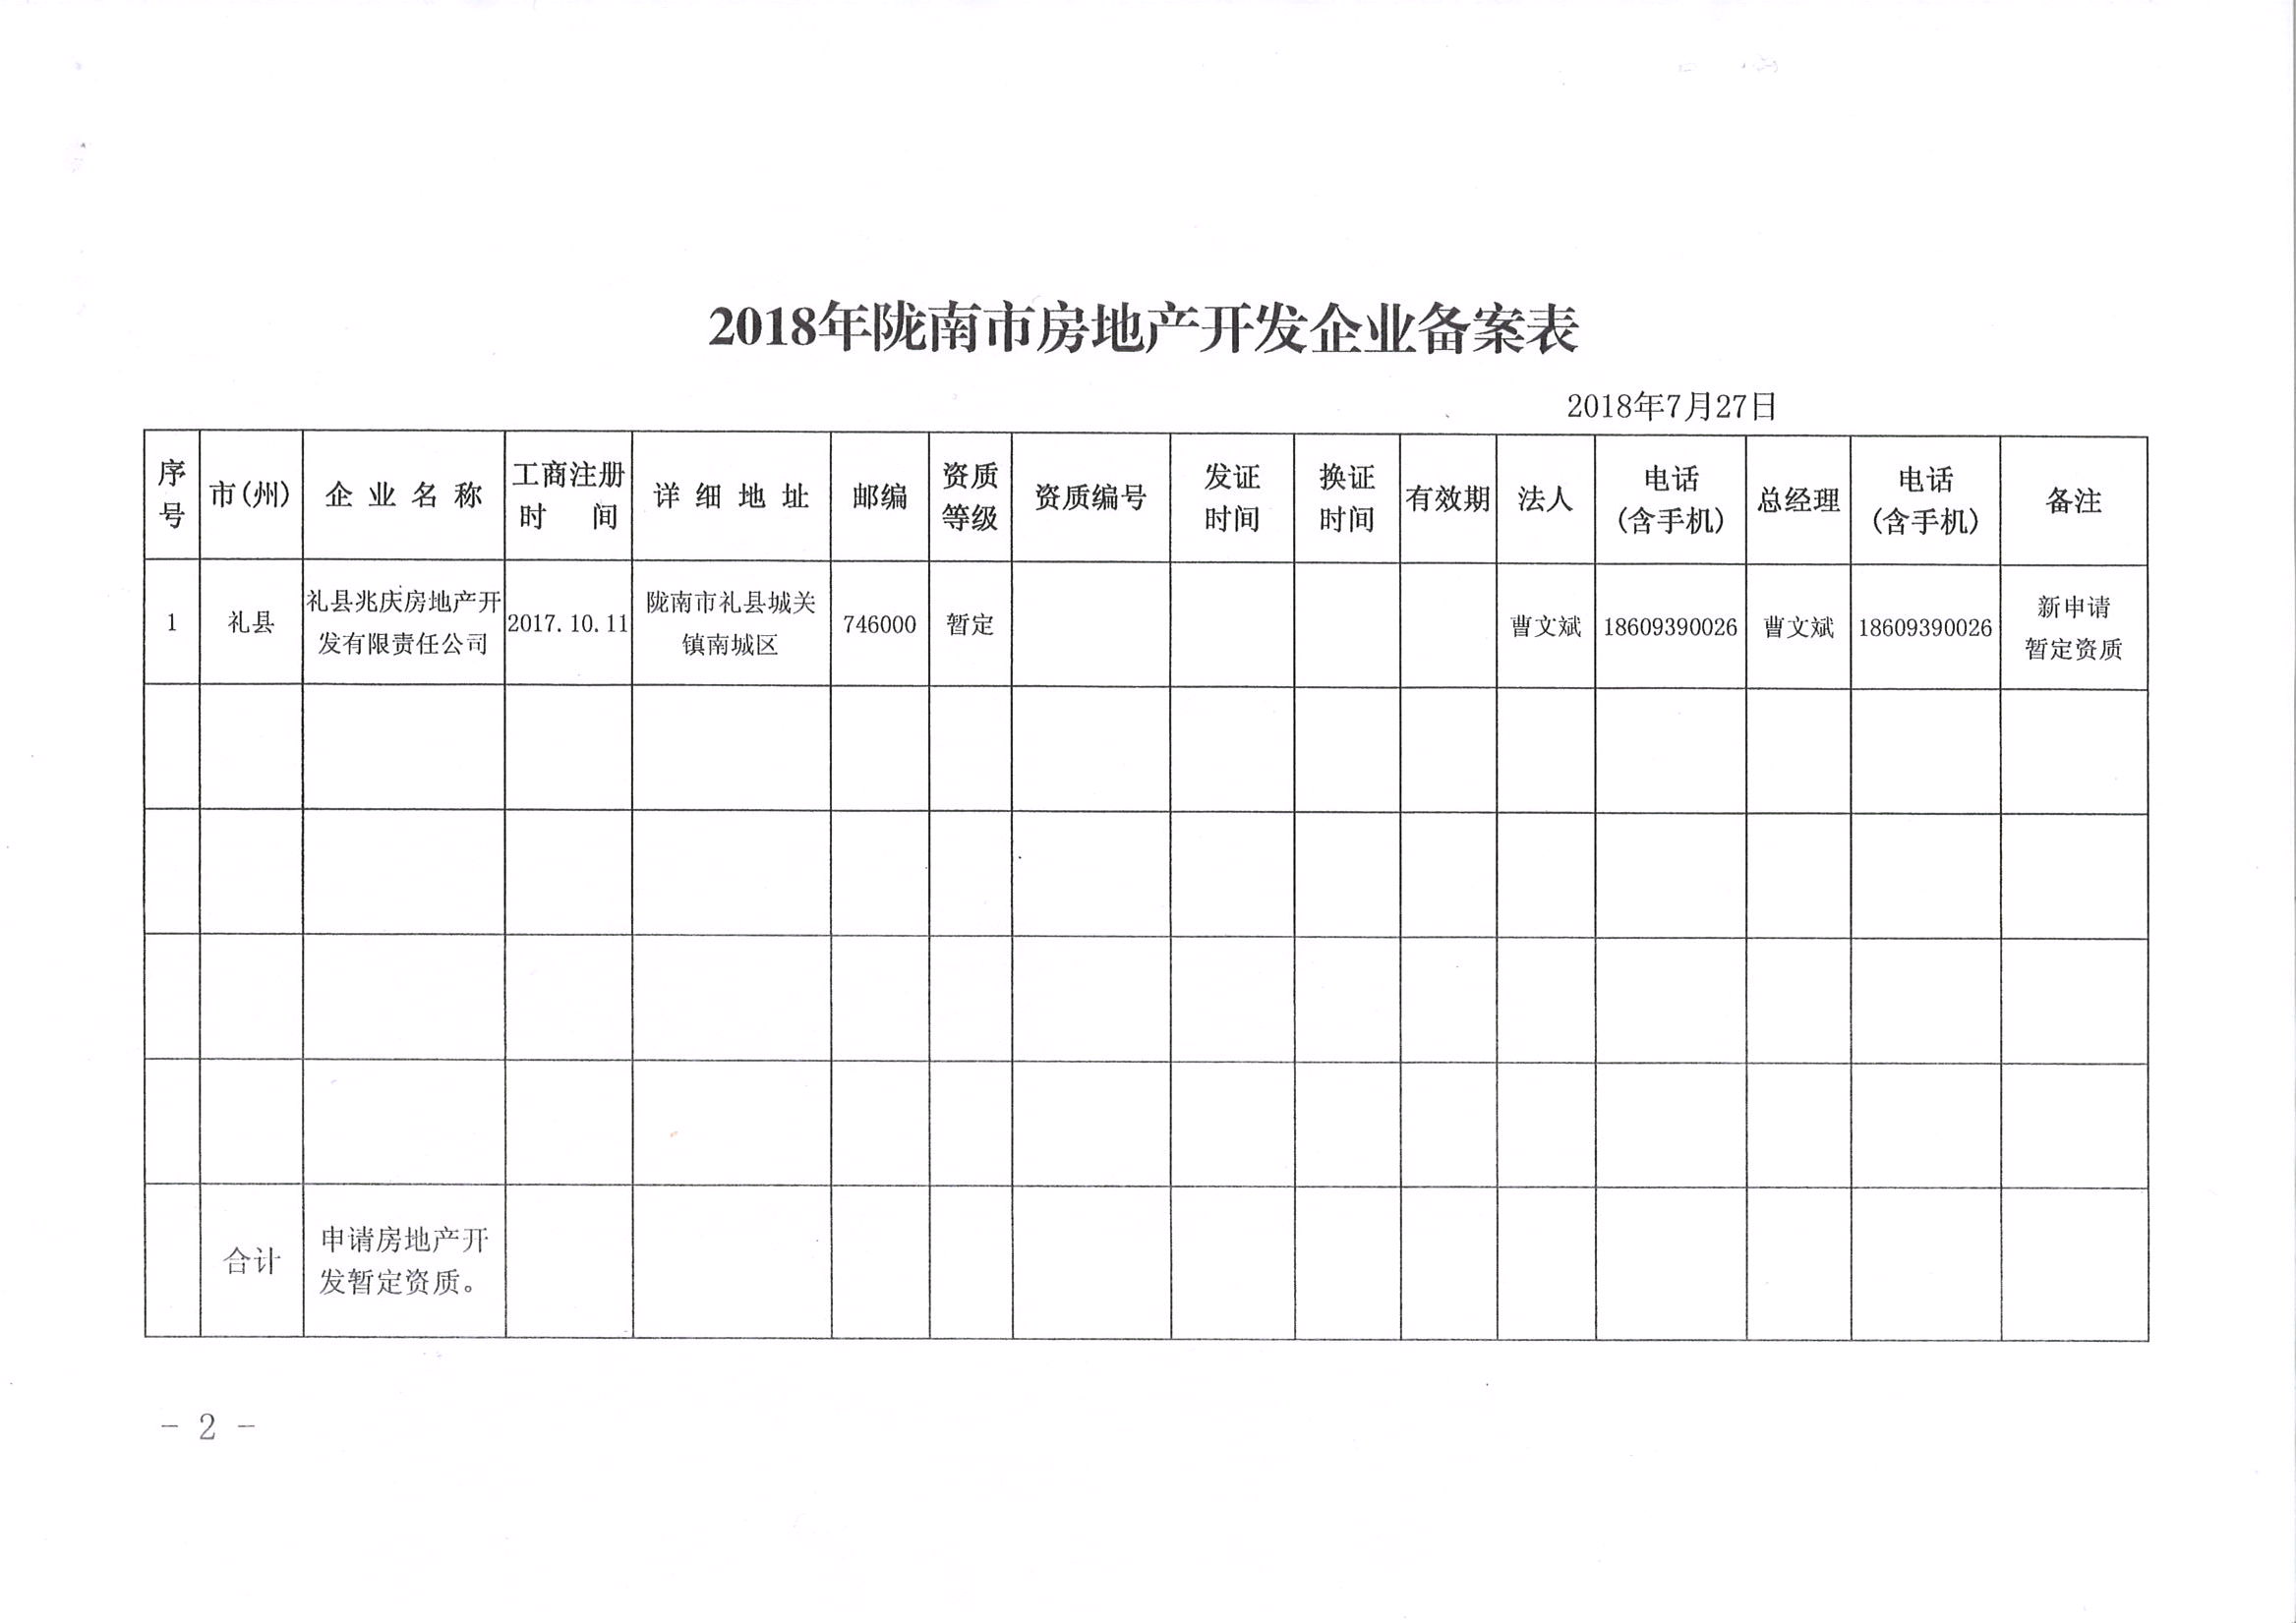 2018年陇南市房地产开发企业备案表
2018年7月27日
序号 市(州) 企业名称 工商注册时间 详细地址 邮编 资质等级 资质编号 发证时间 换证时间 有效期 法人 电话(含手机) 总经理 电话(含手机) 备注
1 礼县 礼县兆庆房地产开发有限责任公司 2017.10.11 陇南市礼县城关镇南城区 746000 暂定 曹文斌 18609390026 曹文斌 18609390026 新申请暂定资质
合计 申请房地产开发暂定资质。
- 2 -